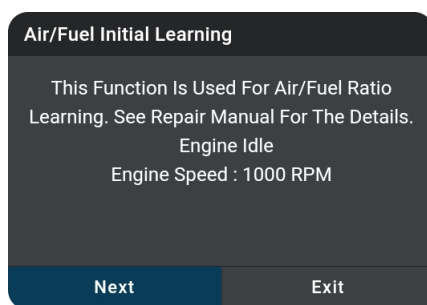 Air/Fuel Initial Learning
This Function Is Used For Air/Fuel Ratio
Learning. See Repair Manual For The Details.
Engine Idle
Engine Speed : 1000 RPM
Next
Exit